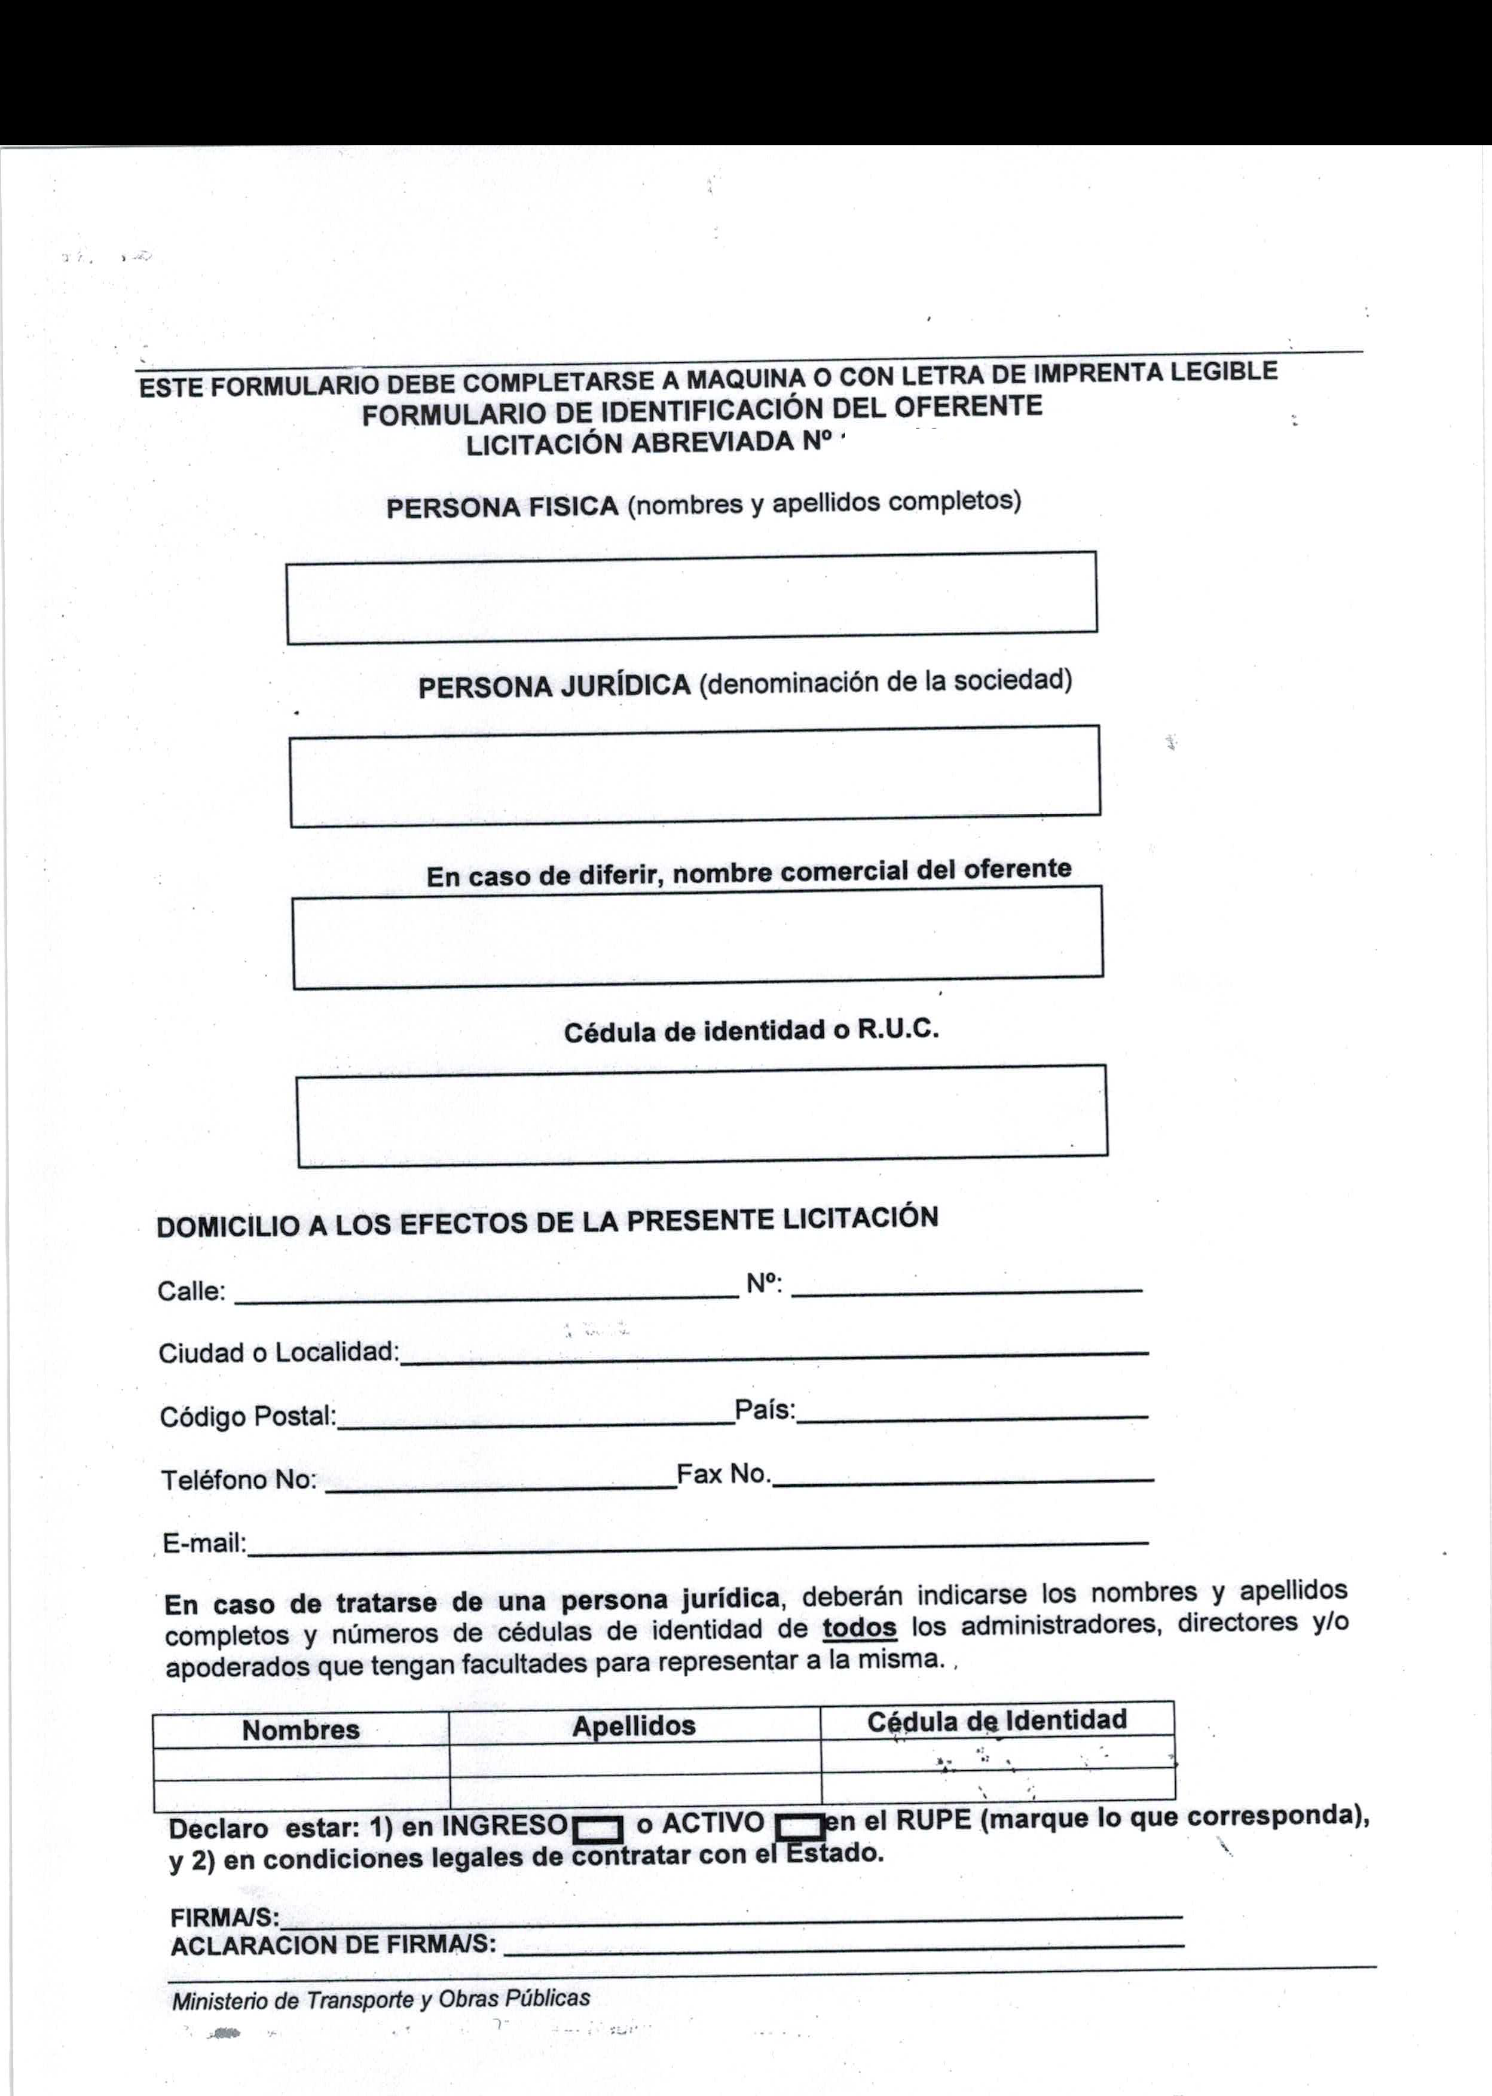 ESTE FORMULARIO DEBE COMPLETARSE A MAQUINA O CON LETRA DE IMPRENTA LEGIBLE
FORMULARIO DE IDENTIFICACIÓN DEL OFERENTE
LICITACIÓN ABREVIADA Nº
PERSONA FISICA (nombres y apellidos completos)
PERSONA JURÍDICA (denominación de la sociedad)
En caso de diferir, nombre comercial del oferente
Cédula de identidad o R.U.C.
DOMICILIO A LOS EFECTOS DE LA PRESENTE LICITACIÓN
Calle: Nº:
Ciudad o Localidad:
Código Postal: País:
Teléfono No: Fax No.
E-mail:
En caso de tratarse de una persona jurídica, deberán indicarse los nombres y apellidos
completos y números de cédulas de identidad de todos los administradores, directores y/o
apoderados que tengan facultades para representar a la misma.
Nombres Apellidos Cédula de Identidad
Declaro estar: 1) en INGRESO o ACTIVO en el RUPE (marque lo que corresponda),
y 2) en condiciones legales de contratar con el Estado.
FIRMA/S:
ACLARACION DE FIRMA/S:
Ministerio de Transporte y Obras Públicas